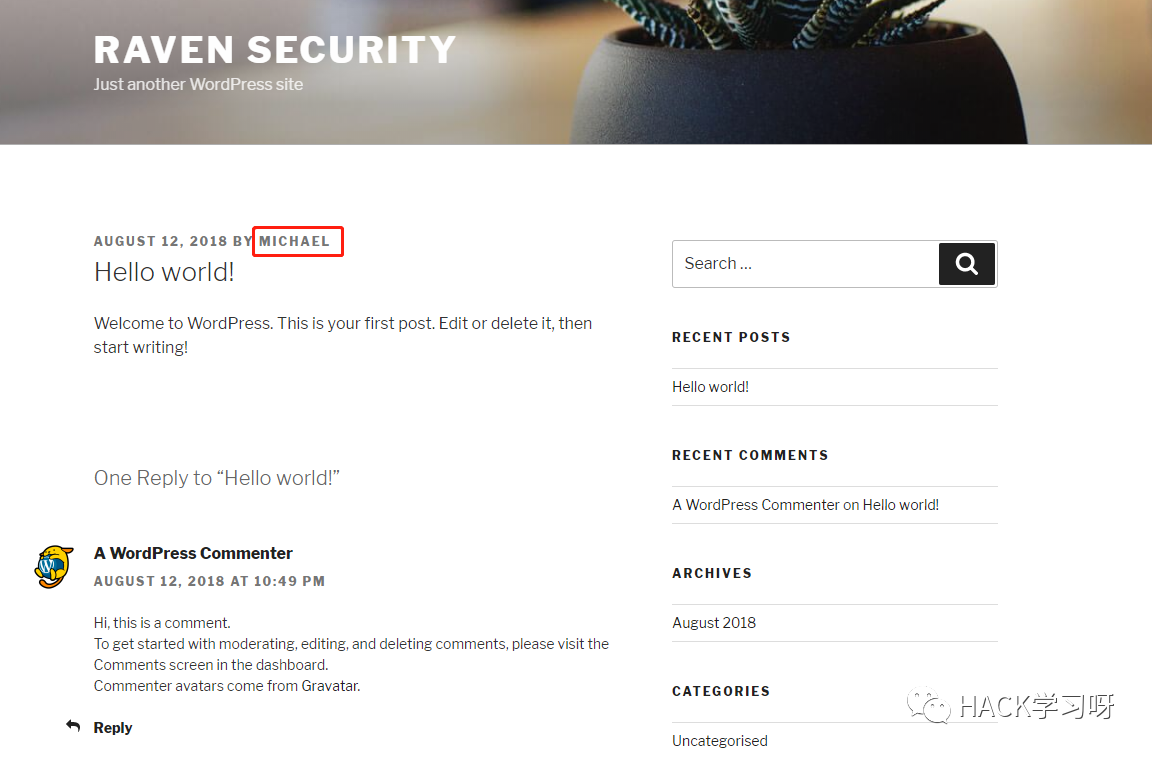 RAVEN SECURITY
Just another WordPress site
AUGUST 12, 2018 BY MICHAEL
Hello world!
Welcome to WordPress. This is your first post. Edit or delete it, then
start writing!
One Reply to “Hello world!”
A WordPress Commenter
AUGUST 12, 2018 AT 10:49 PM
Hi, this is a comment.
To get started with moderating, editing, and deleting comments, please visit the
Comments screen in the dashboard.
Commenter avatars come from Gravatar.
Reply
Search …
RECENT POSTS
Hello world!
RECENT COMMENTS
A WordPress Commenter on Hello world!
ARCHIVES
August 2018
CATEGORIES
Uncategorised
HACK学习呀